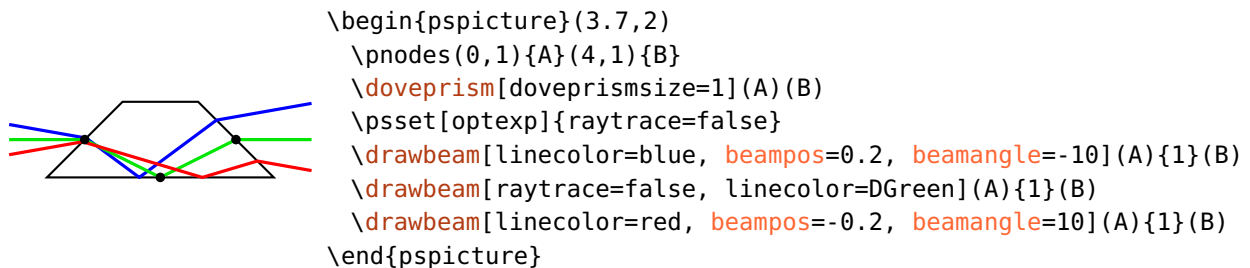 \begin{pspicture}(3.7,2)
  \pnodes(0,1){A}(4,1){B}
  \doveprism[doveprismsize=1](A)(B)
  \psset[optexp]{raytrace=false}
  \drawbeam[linecolor=blue, beampos=0.2, beamangle=-10](A){1}(B)
  \drawbeam[raytrace=false, linecolor=DGreen](A){1}(B)
  \drawbeam[linecolor=red, beampos=-0.2, beamangle=10](A){1}(B)
\end{pspicture}